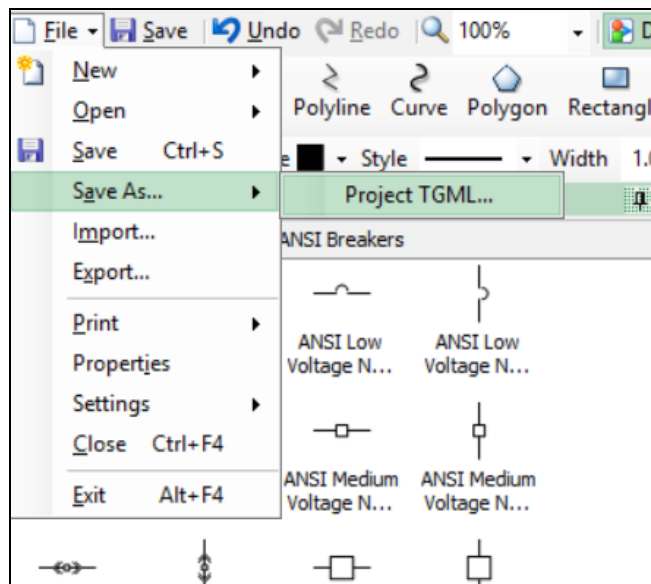 File Save Undo Redo 100%
New
Open
Save Ctrl+S
Save As...
Import...
Export...
Print
Properties
Settings
Close Ctrl+F4
Exit Alt+F4
Polyline Curve Polygon Rectangl
e Style Width 1.
Project TGML...
ANSI Breakers
ANSI Low
Voltage N...
ANSI Low
Voltage N...
ANSI Medium
Voltage N...
ANSI Medium
Voltage N...